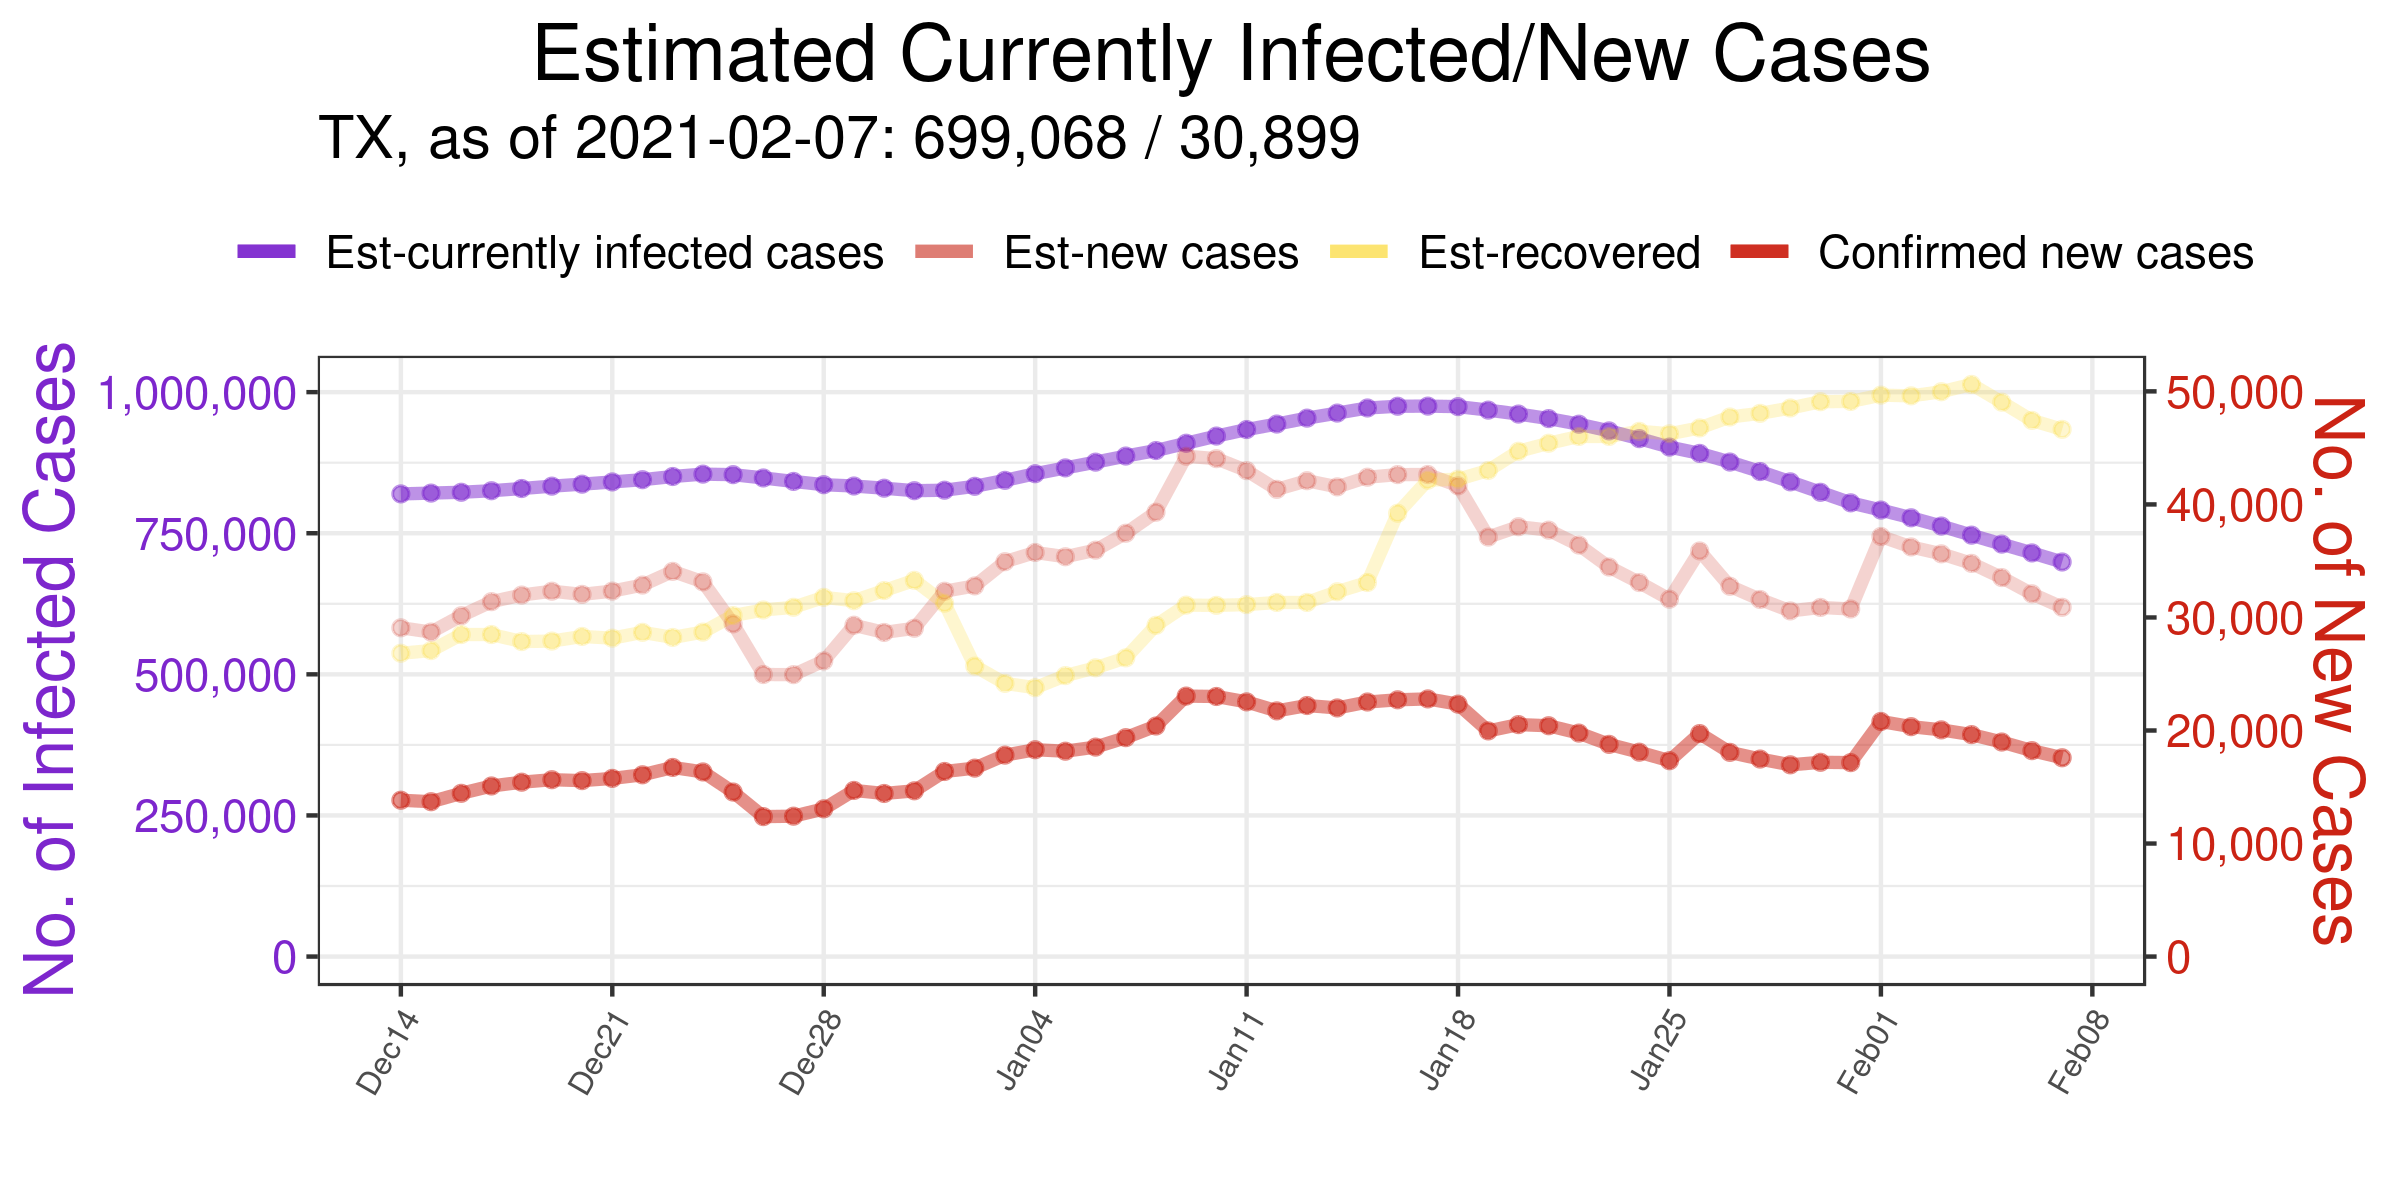 Estimated Currently Infected/New Cases
TX, as of 2021-02-07: 699,068 / 30,899
Est-currently infected cases Est-new cases Est-recovered Confirmed new cases
No. of Infected Cases
1,000,000
750,000
500,000
250,000
0
50,000
40,000
30,000
20,000
10,000
0
No. of New Cases
Dec14 Dec21 Dec28 Jan04 Jan11 Jan18 Jan25 Feb01 Feb08